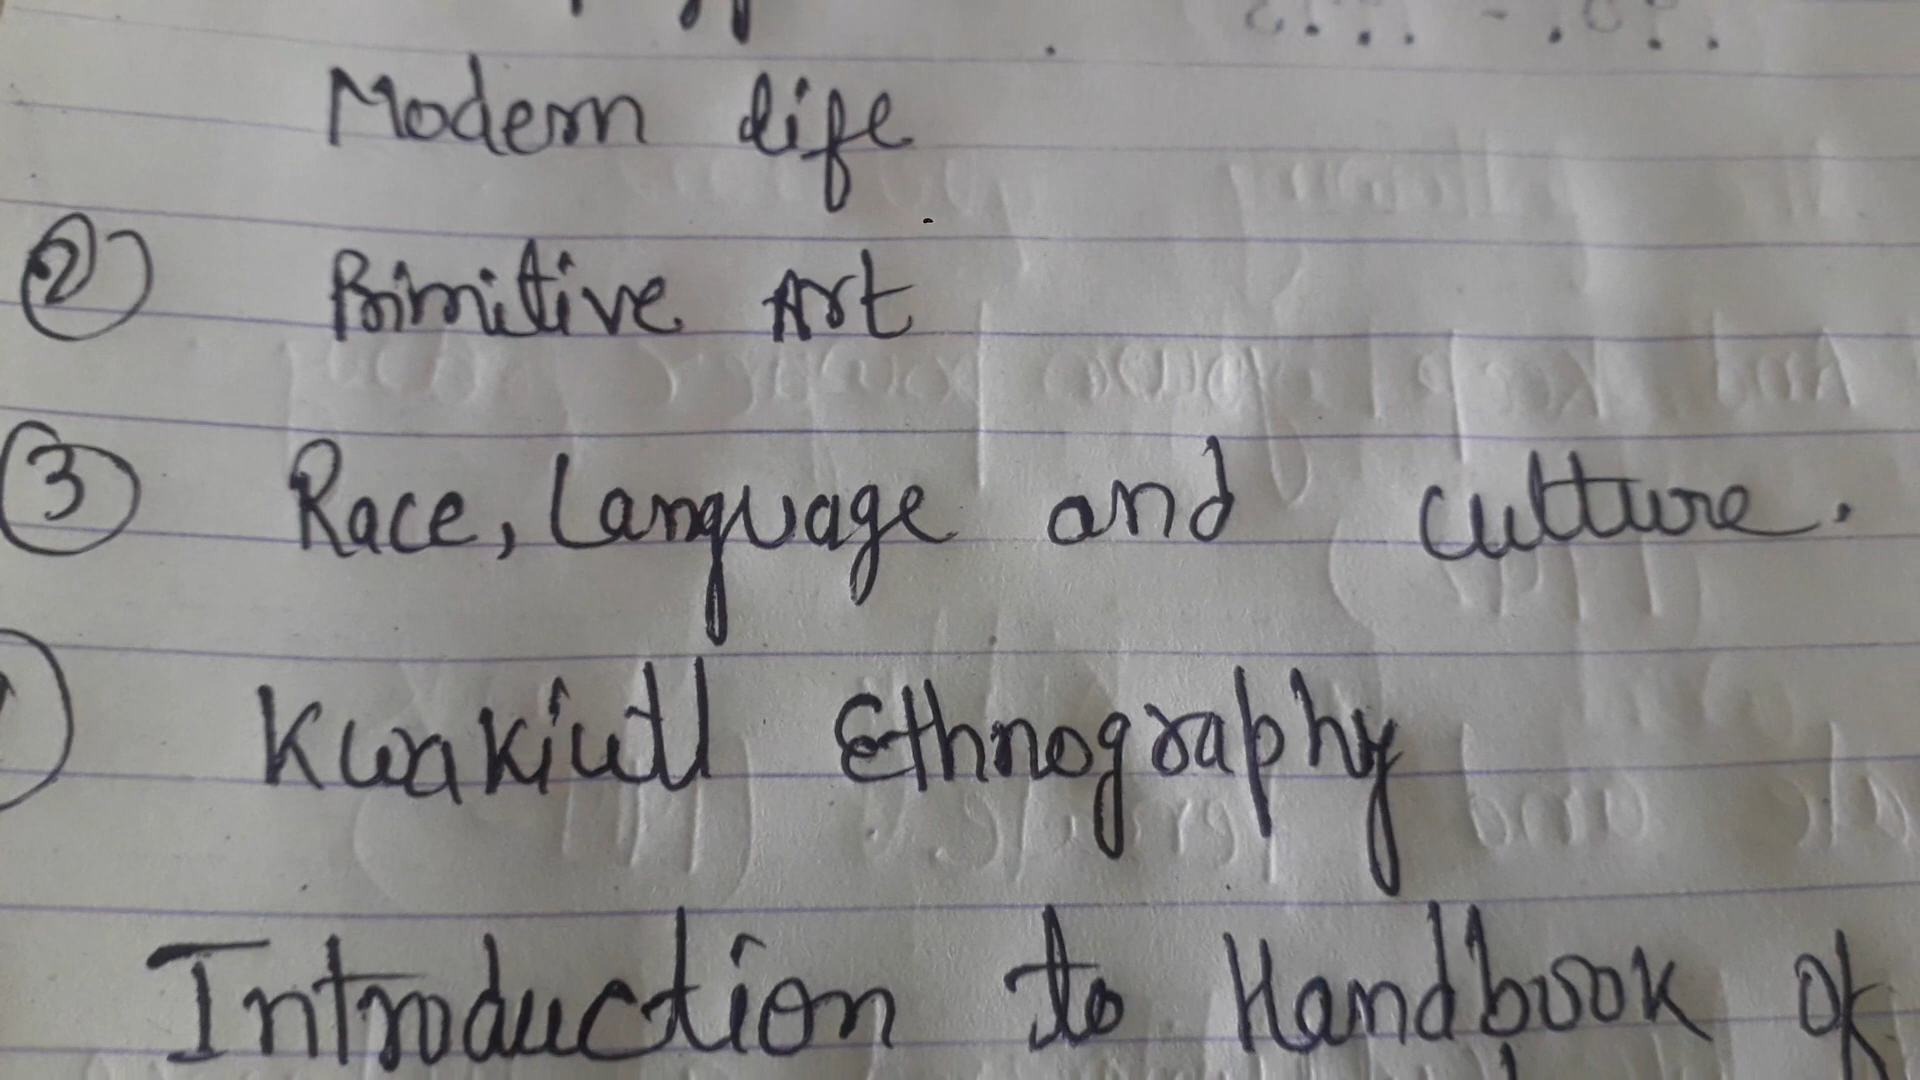 Modern life
② Primitive Art
③ Race, Language and culture.
Kwakiutl Ethnography
Introduction to Handbook of